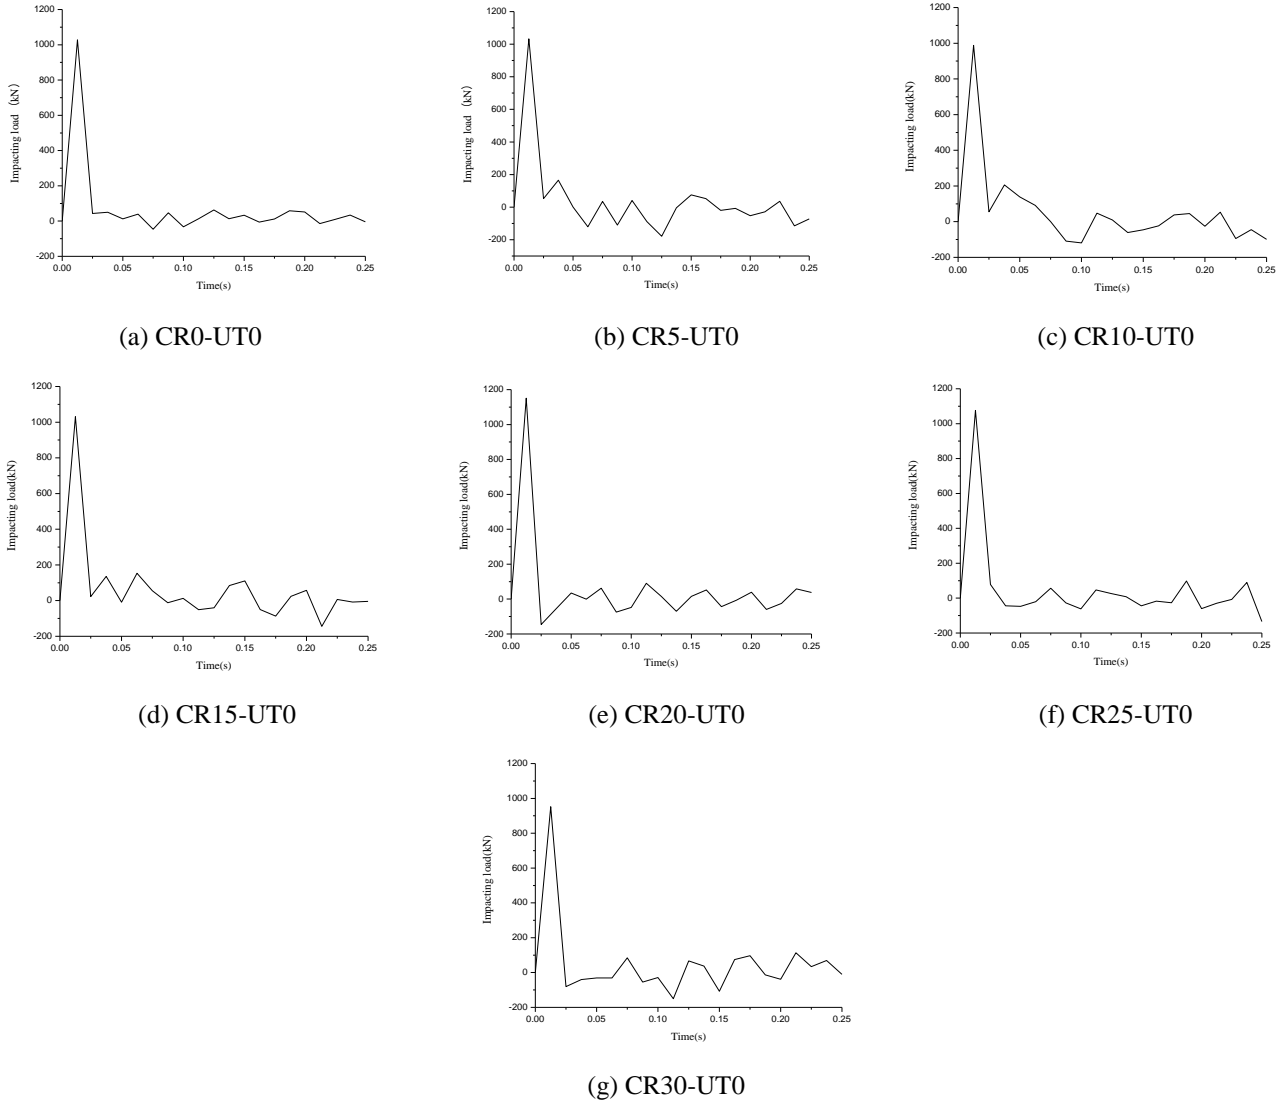 1200
1000
800
600
400
200
0
-200
Impacting load （kN）
0.00 0.05 0.10 0.15 0.20 0.25
Time(s)
(a) CR0-UT0
1200
1000
800
600
400
200
0
-200
Impacting load （kN）
0.00 0.05 0.10 0.15 0.20 0.25
Time(s)
(b) CR5-UT0
1200
1000
800
600
400
200
0
-200
Impacting load(kN)
0.00 0.05 0.10 0.15 0.20 0.25
Time(s)
(c) CR10-UT0
1200
1000
800
600
400
200
0
-200
Impacting load(kN)
0.00 0.05 0.10 0.15 0.20 0.25
Time(s)
(d) CR15-UT0
1200
1000
800
600
400
200
0
-200
Impacting load(kN)
0.00 0.05 0.10 0.15 0.20 0.25
Time(s)
(e) CR20-UT0
1200
1000
800
600
400
200
0
-200
Impacting load(kN)
0.00 0.05 0.10 0.15 0.20 0.25
Time(s)
(f) CR25-UT0
1200
1000
800
600
400
200
0
-200
Impacting load(kN)
0.00 0.05 0.10 0.15 0.20 0.25
Time(s)
(g) CR30-UT0